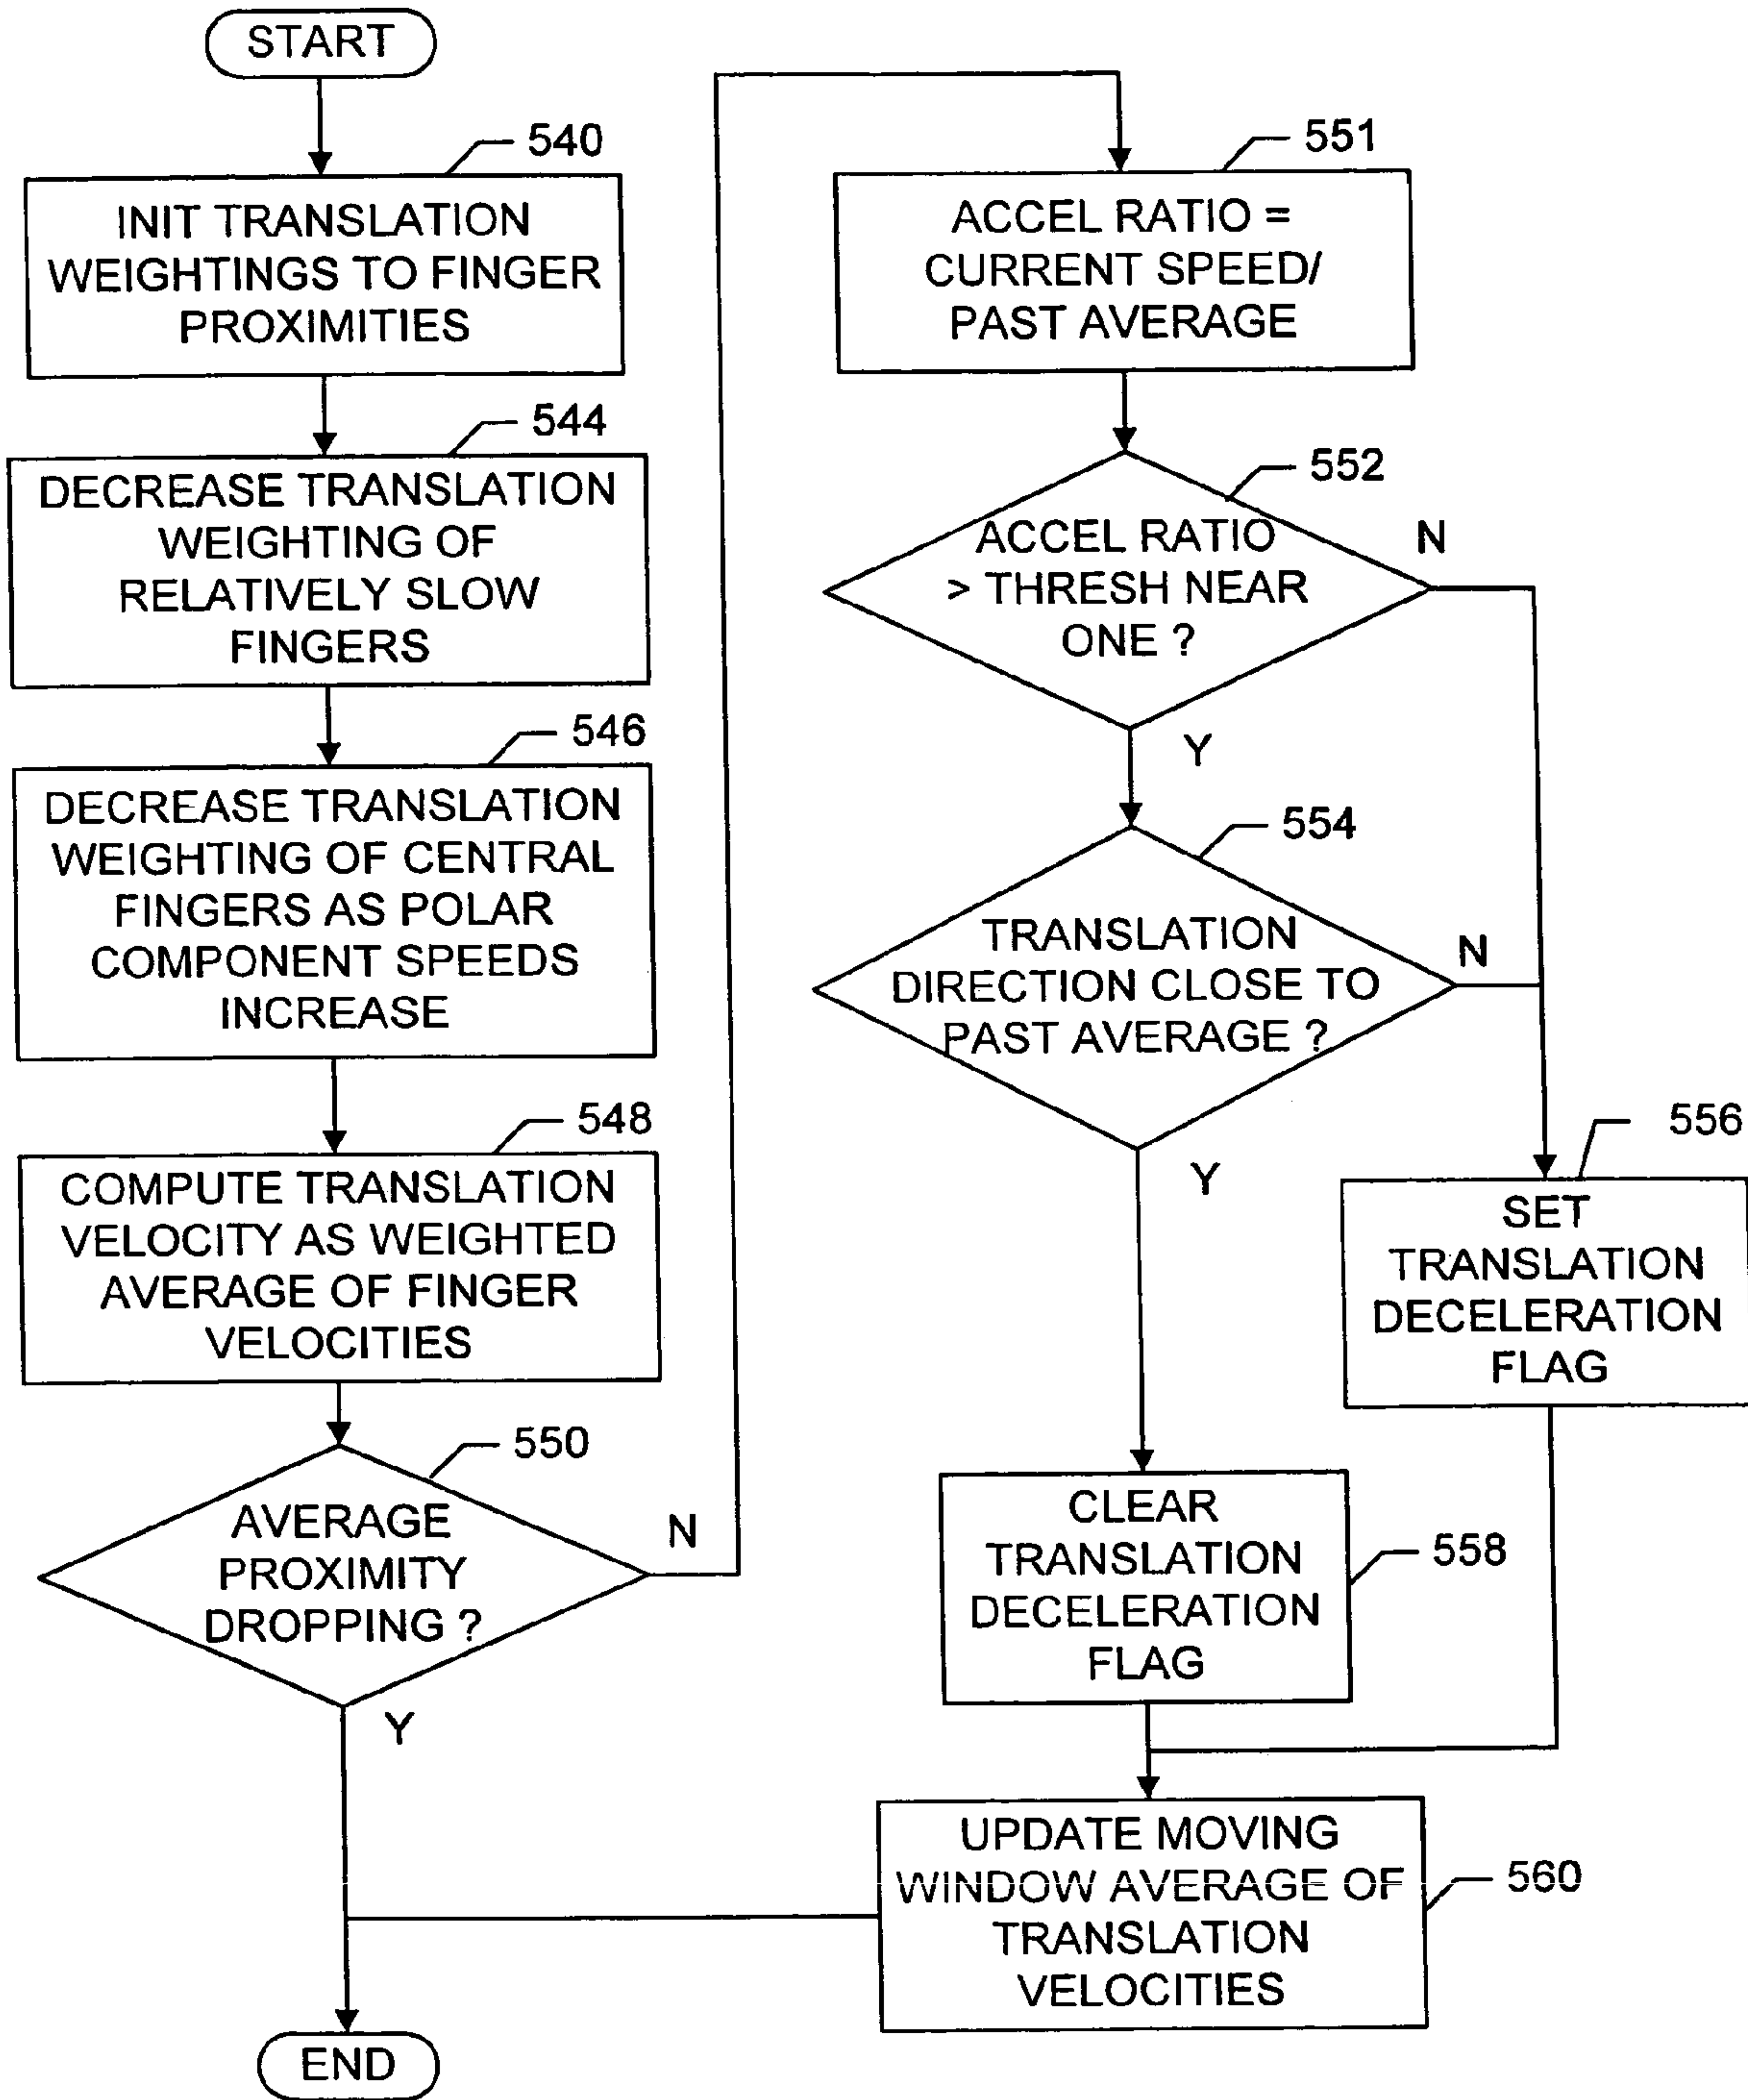 START
540
INIT TRANSLATION
WEIGHTINGS TO FINGER
PROXIMITIES
544
DECREASE TRANSLATION
WEIGHTING OF
RELATIVELY SLOW
FINGERS
546
DECREASE TRANSLATION
WEIGHTING OF CENTRAL
FINGERS AS POLAR
COMPONENT SPEEDS
INCREASE
548
COMPUTE TRANSLATION
VELOCITY AS WEIGHTED
AVERAGE OF FINGER
VELOCITIES
550
AVERAGE
PROXIMITY
DROPPING ?
N
Y
551
ACCEL RATIO =
CURRENT SPEED/
PAST AVERAGE
552
ACCEL RATIO
> THRESH NEAR
ONE ?
N
Y
554
TRANSLATION
DIRECTION CLOSE TO
PAST AVERAGE ?
N
Y
556
SET
TRANSLATION
DECELERATION
FLAG
558
CLEAR
TRANSLATION
DECELERATION
FLAG
560
UPDATE MOVING
WINDOW AVERAGE OF
TRANSLATION
VELOCITIES
END